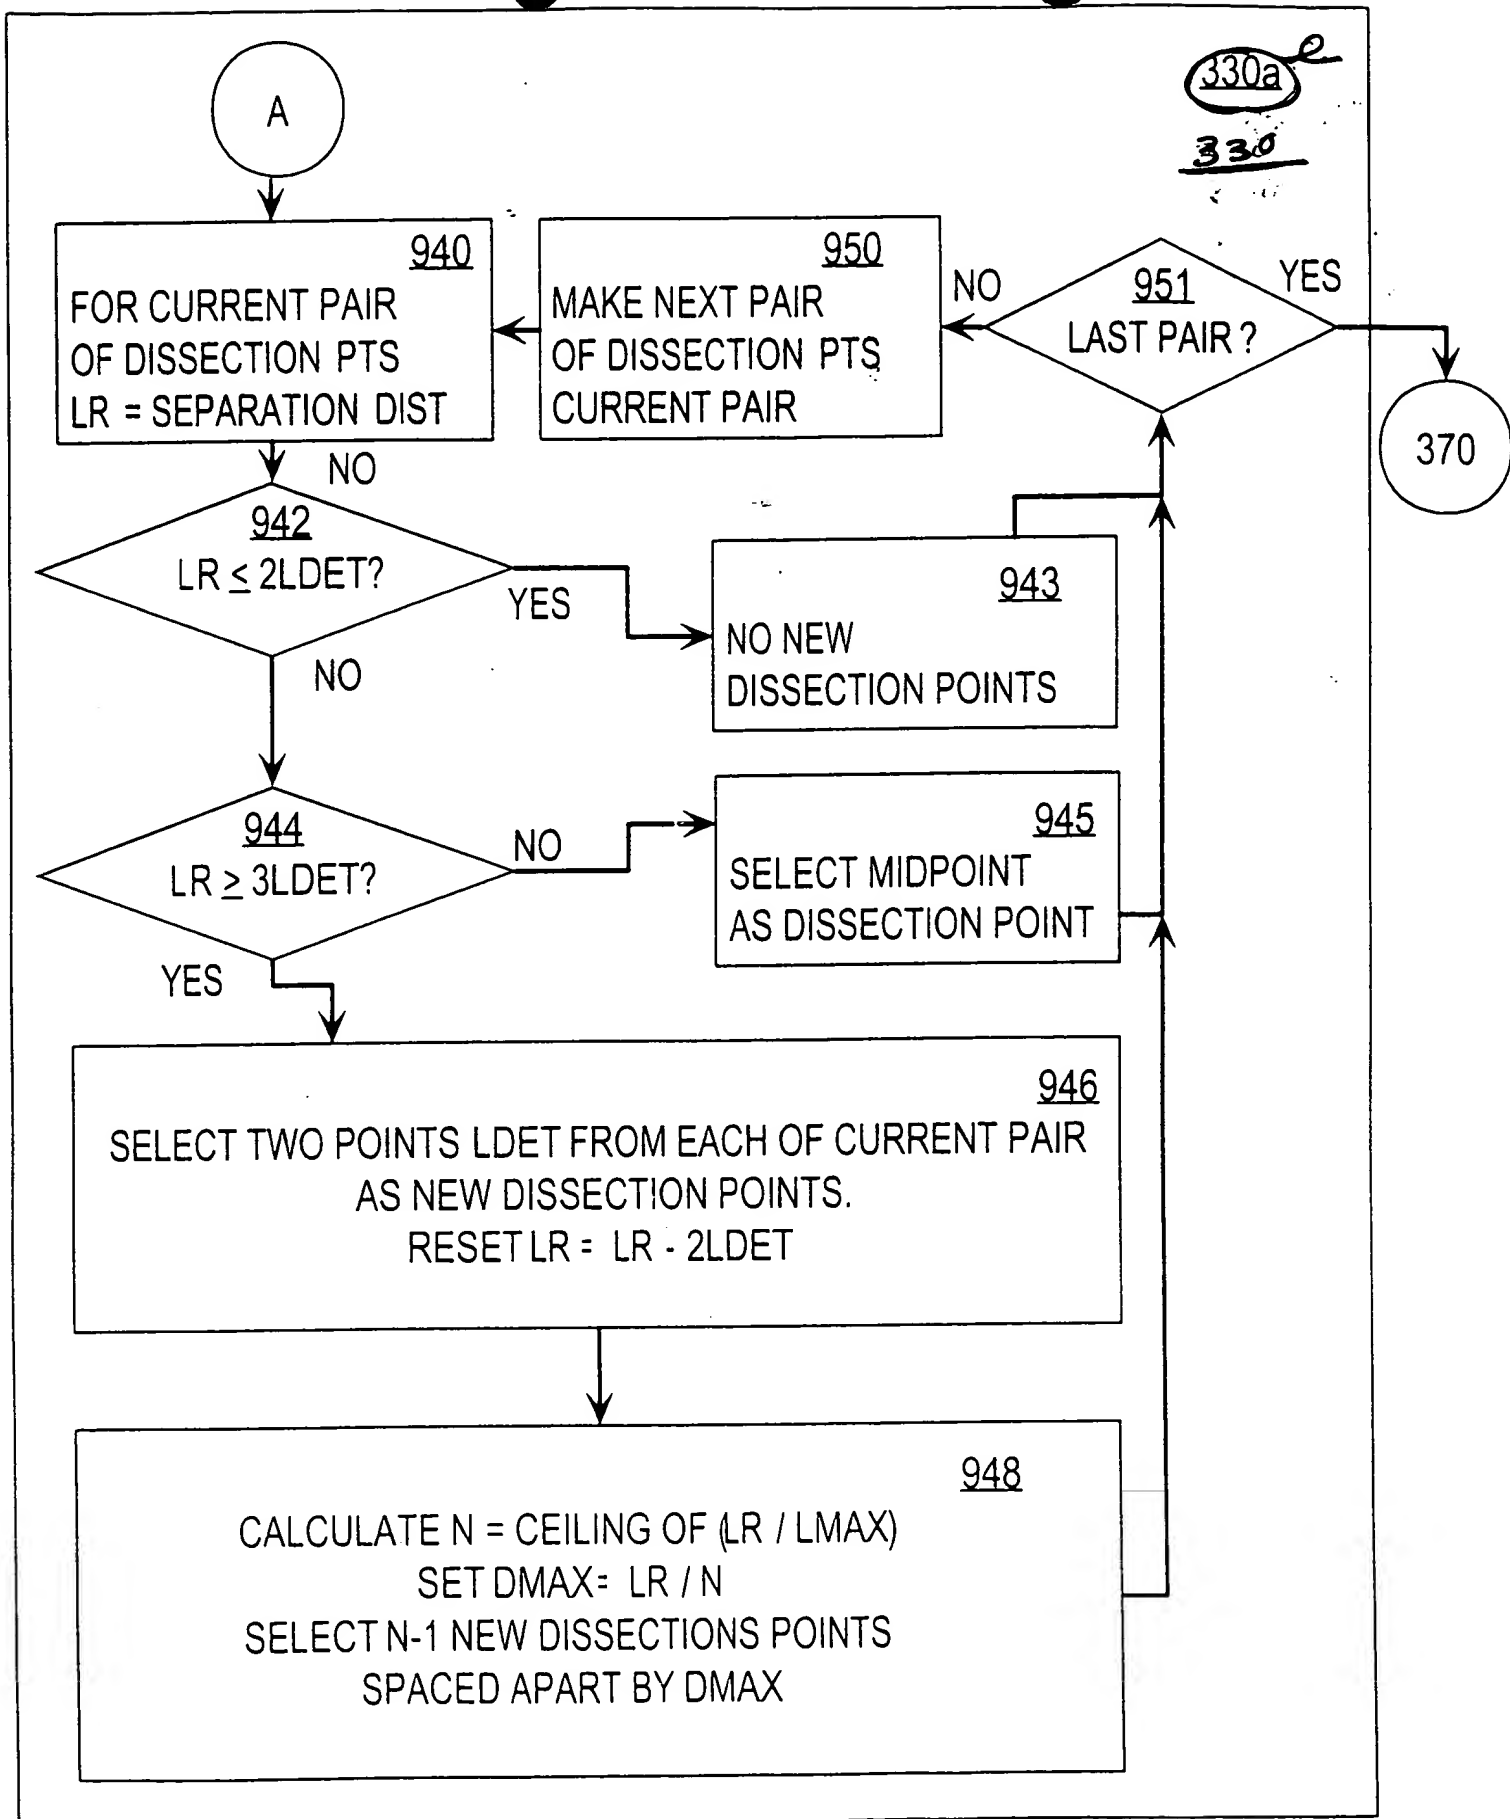 330a
330
A
940
FOR CURRENT PAIR
OF DISSECTION PTS
LR = SEPARATION DIST
950
MAKE NEXT PAIR
OF DISSECTION PTS
CURRENT PAIR
NO
951
LAST PAIR ?
YES
370
NO
942
LR ≤ 2LDET?
YES
943
NO NEW
DISSECTION POINTS
NO
944
LR ≥ 3LDET?
NO
945
SELECT MIDPOINT
AS DISSECTION POINT
YES
946
SELECT TWO POINTS LDET FROM EACH OF CURRENT PAIR
AS NEW DISSECTION POINTS.
RESET LR = LR - 2LDET
948
CALCULATE N = CEILING OF (LR / LMAX)
SET DMAX= LR / N
SELECT N-1 NEW DISSECTIONS POINTS
SPACED APART BY DMAX